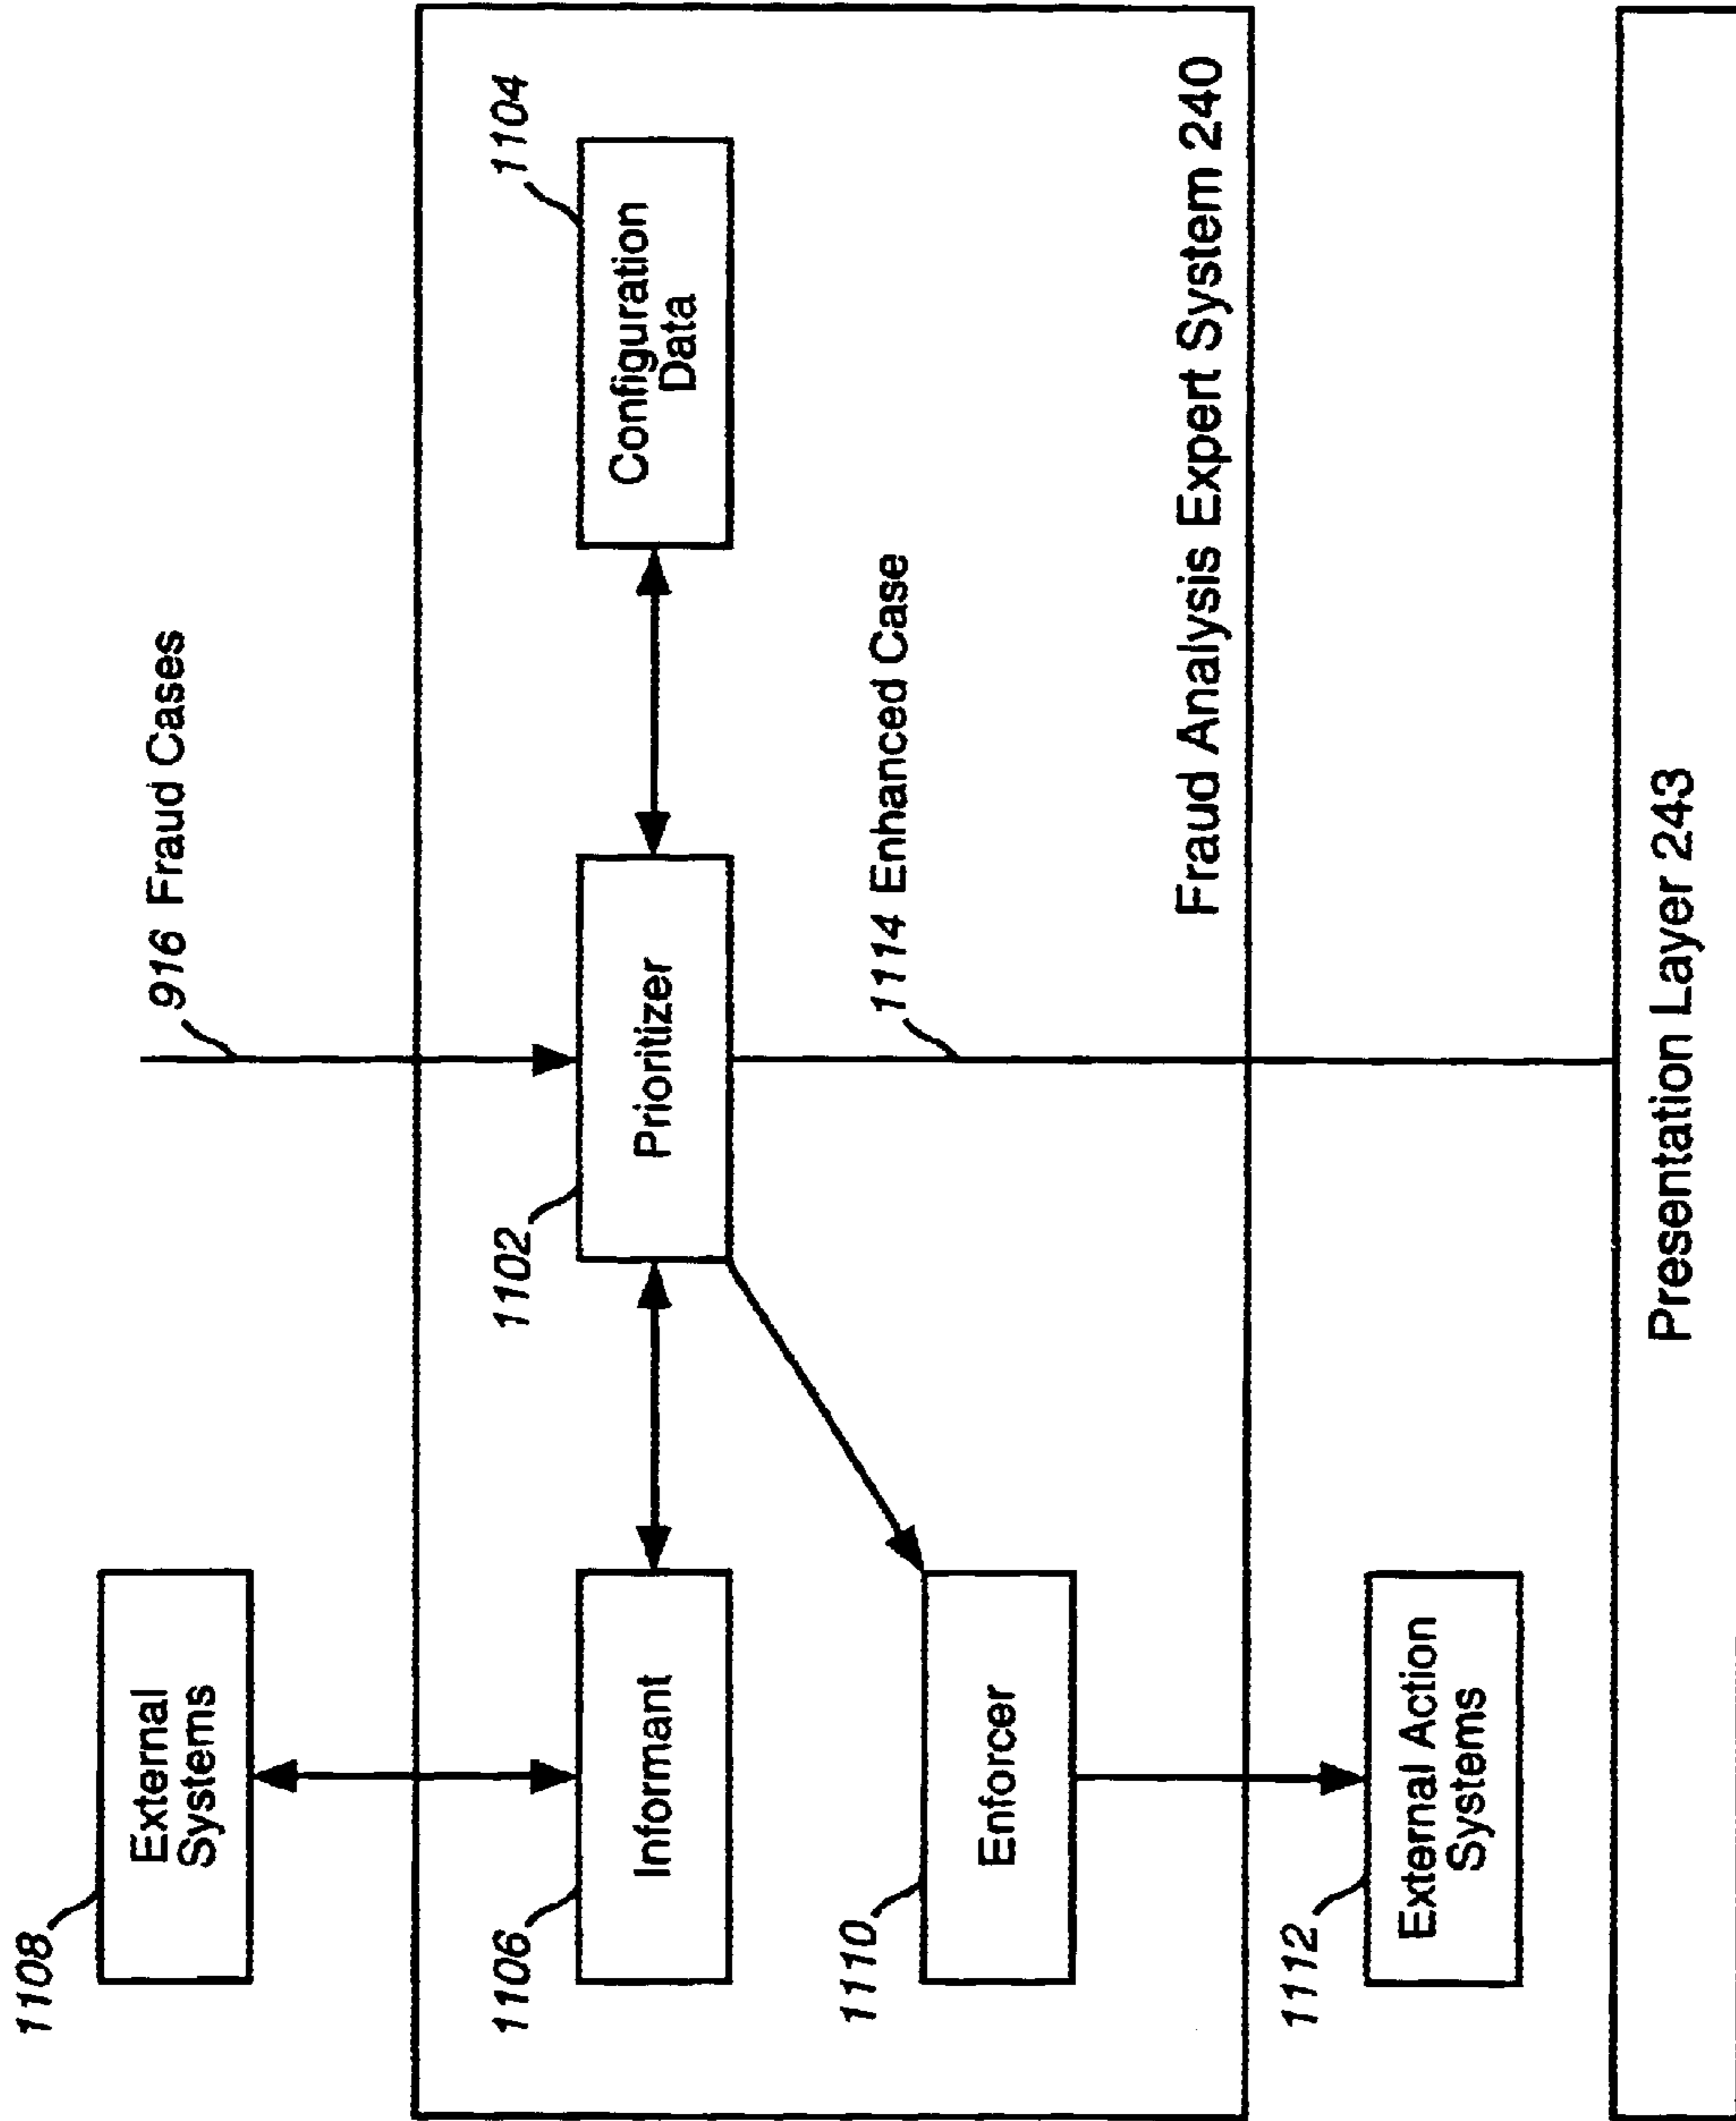 1108
External
Systems
916 Fraud Cases
1106
Informant
1102
Prioritizer
1104
Configuration
Data
1110
Enforcer
1114 Enhanced Case
Fraud Analysis Expert System 240
1112
External Action
Systems
Presentation Layer 243